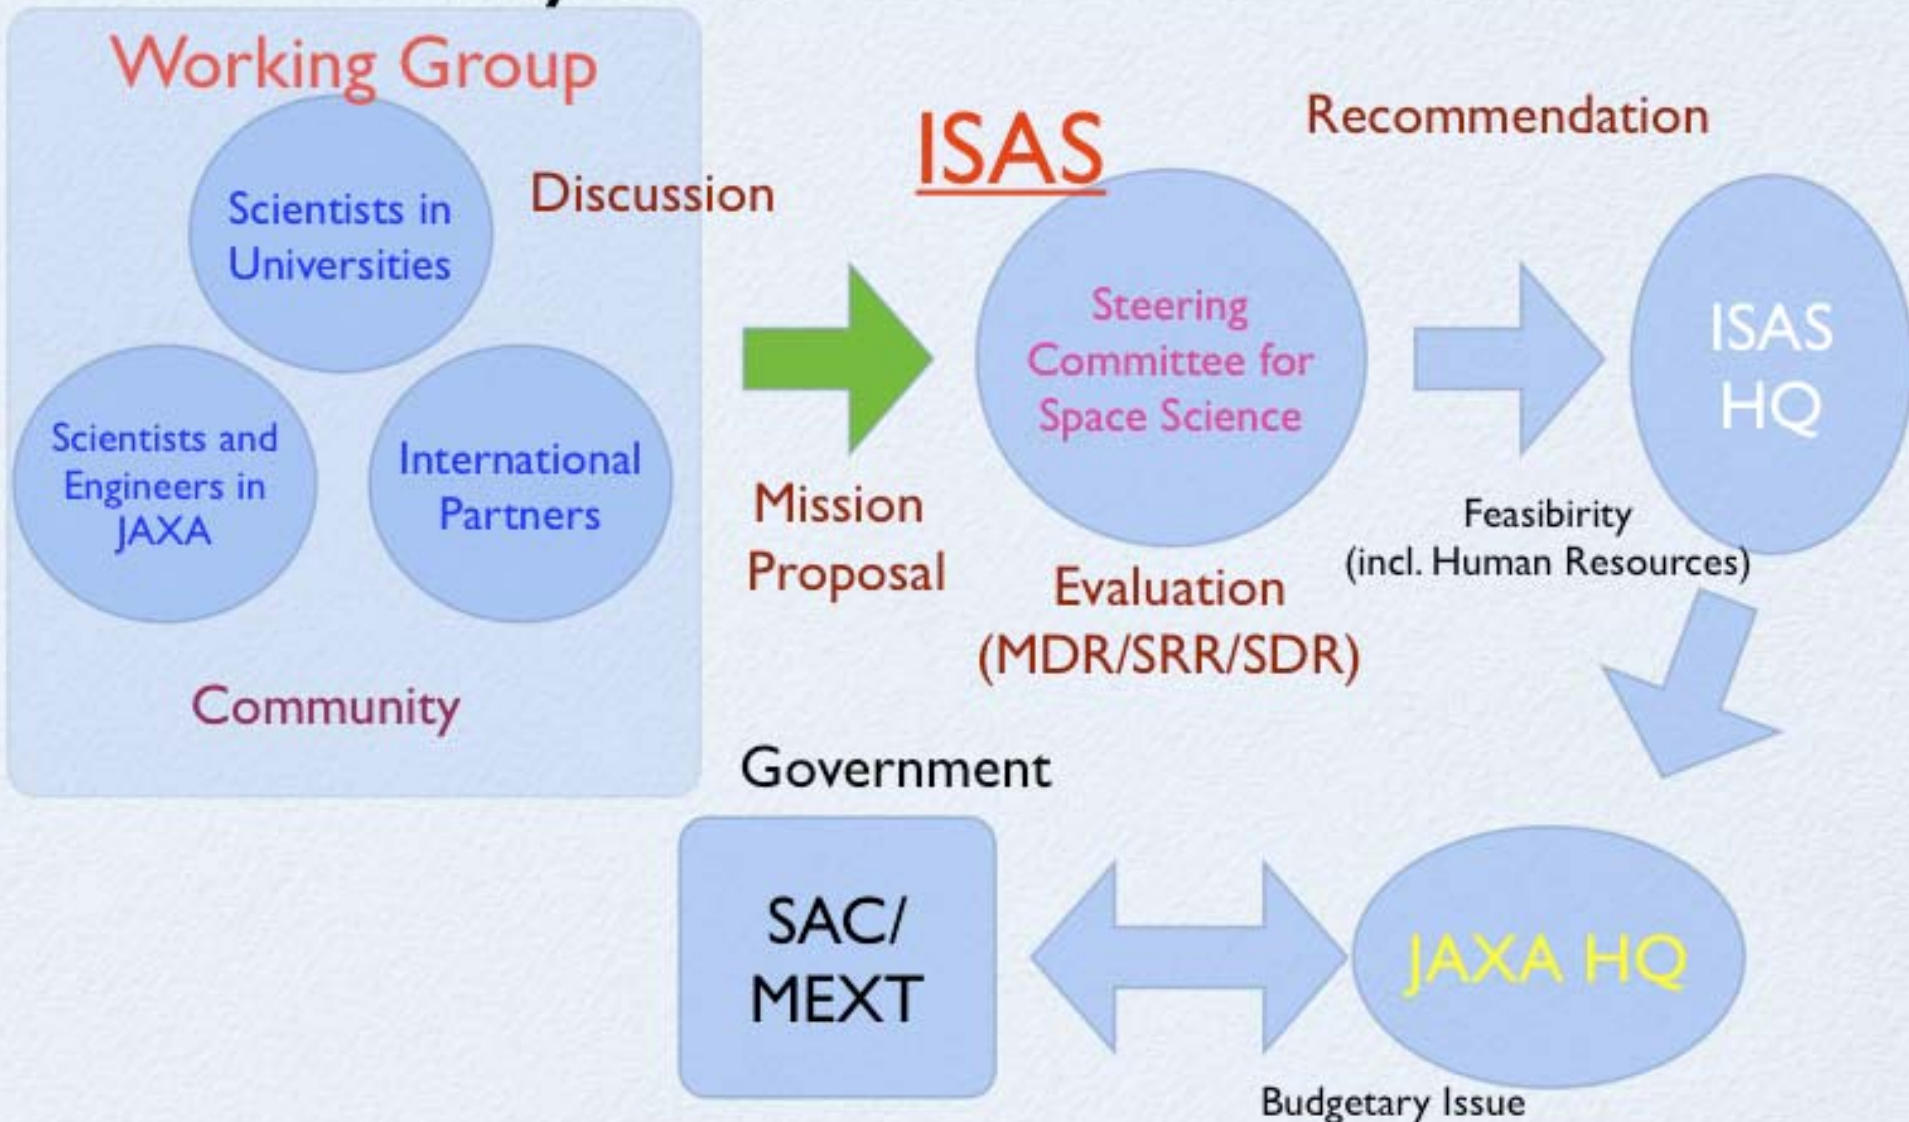 Working Group
Scientists in
Universities
Scientists and
Engineers in
JAXA
International
Partners
Community
Discussion
Mission
Proposal
ISAS
Steering
Committee for
Space Science
Evaluation
(MDR/SRR/SDR)
Recommendation
Feasibirity
(incl. Human Resources)
ISAS
HQ
JAXA HQ
Budgetary Issue
Government
SAC/
MEXT